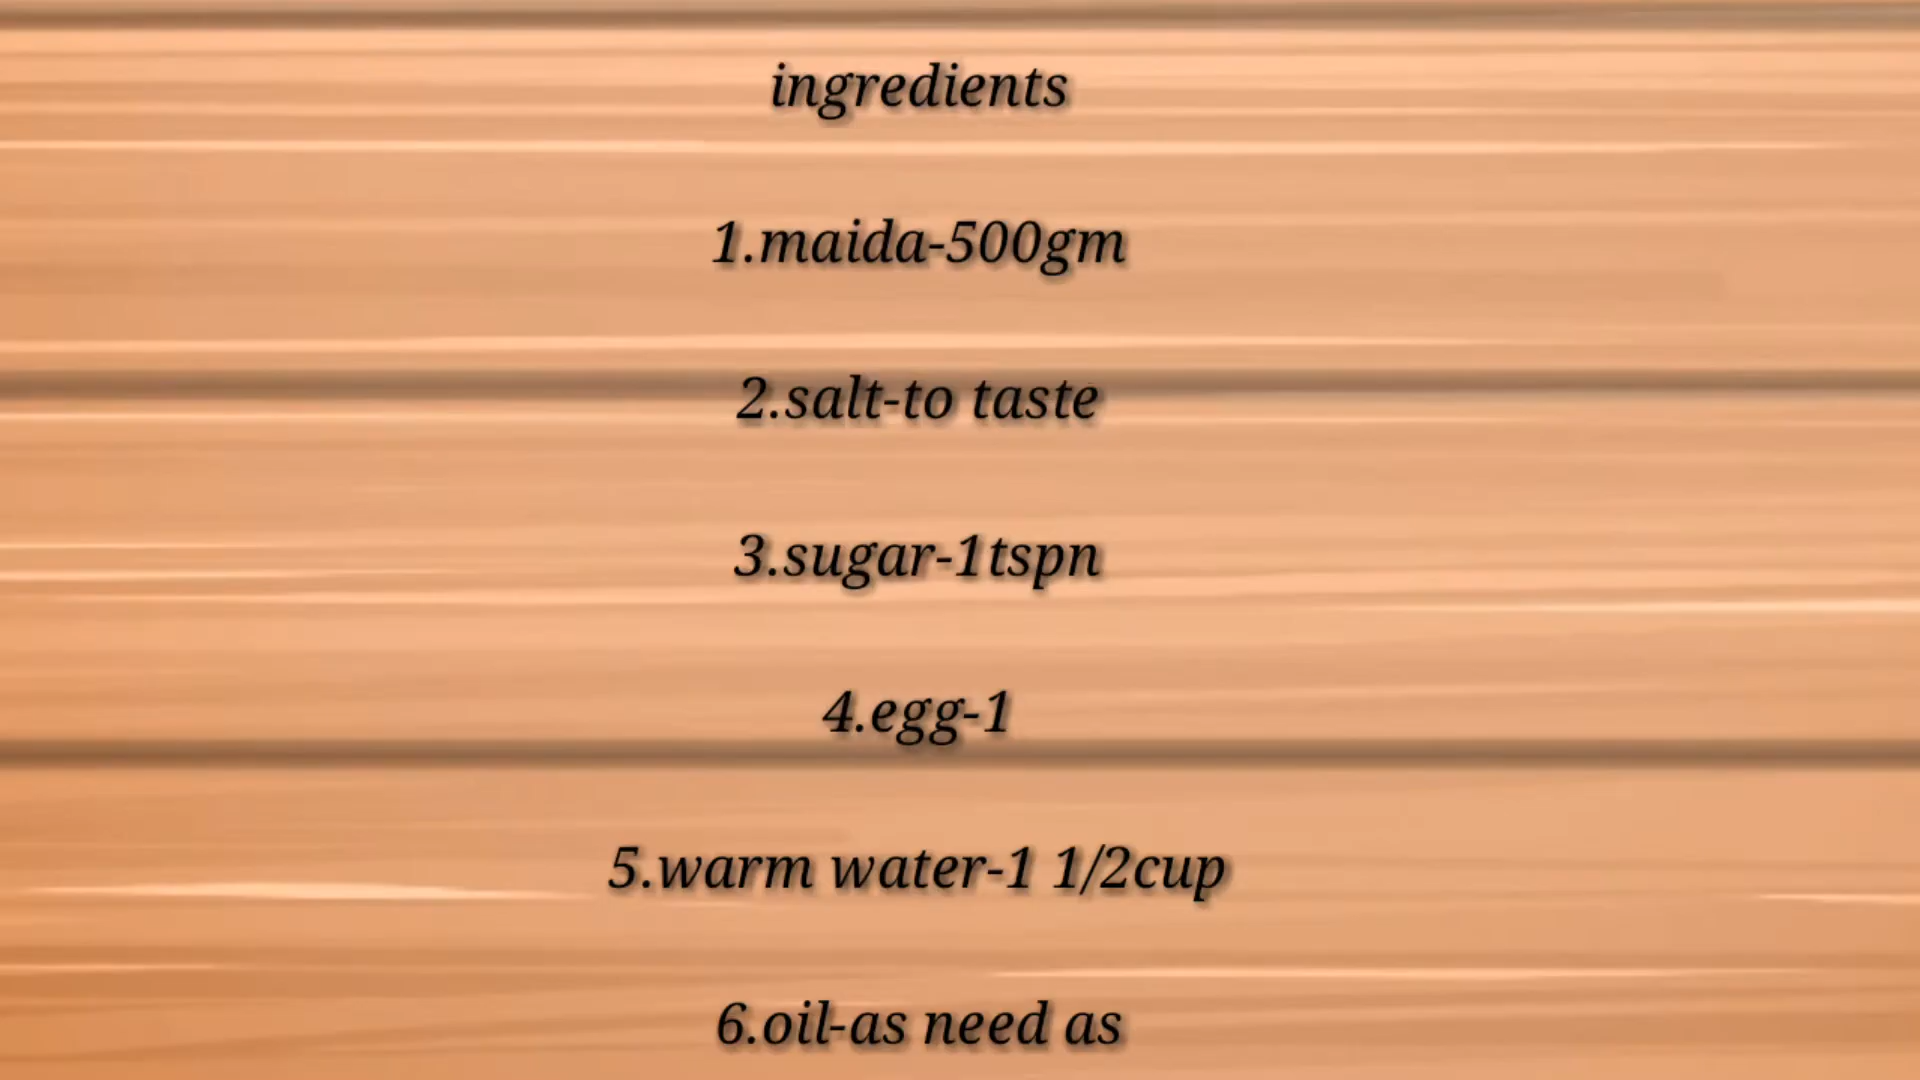 ingredients
1.maida-500gm
2.salt-to taste
3.sugar-1tspn
4.egg-1
5.warm water-1 1/2cup
6.oil-as need as